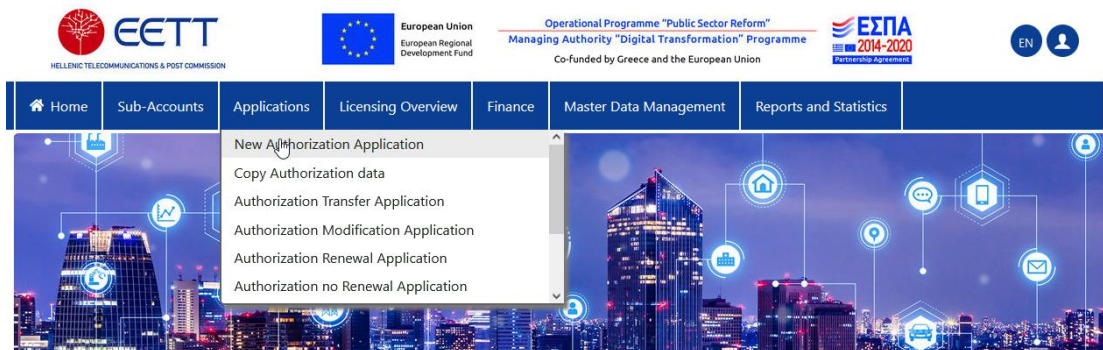 EETT
HELLENIC TELECOMMUNICATIONS & POST COMMISSION
European Union
European Regional
Development Fund
Operational Programme "Public Sector Reform"
Managing Authority "Digital Transformation" Programme
Co-funded by Greece and the European Union
ΕΣΠΑ
2014-2020
Partnership Agreement
EN
Home Sub-Accounts Applications Licensing Overview Finance Master Data Management Reports and Statistics
New Authorization Application
Copy Authorization data
Authorization Transfer Application
Authorization Modification Application
Authorization Renewal Application
Authorization no Renewal Application